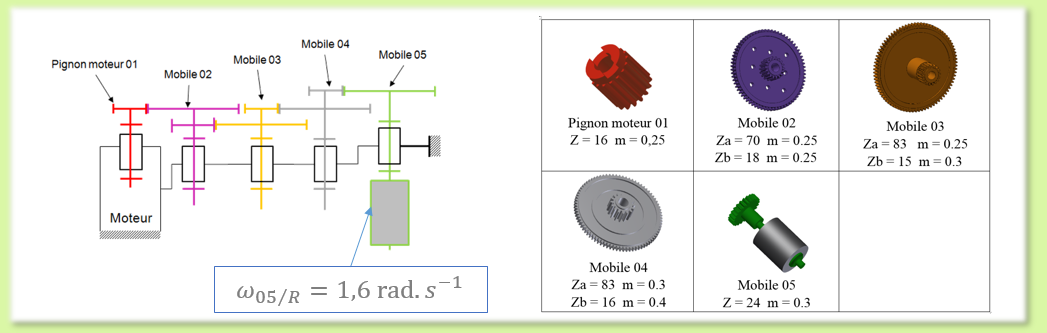 Pignon moteur 01
Mobile 02
Mobile 03
Mobile 04
Mobile 05
Moteur
ω05/R = 1,6 rad. s⁻¹
Pignon moteur 01
Z = 16 m = 0,25
Mobile 02
Za = 70 m = 0.25
Zb = 18 m = 0.25
Mobile 03
Za = 83 m = 0.25
Zb = 15 m = 0.3
Mobile 04
Za = 83 m = 0.3
Zb = 16 m = 0.4
Mobile 05
Z = 24 m = 0.3